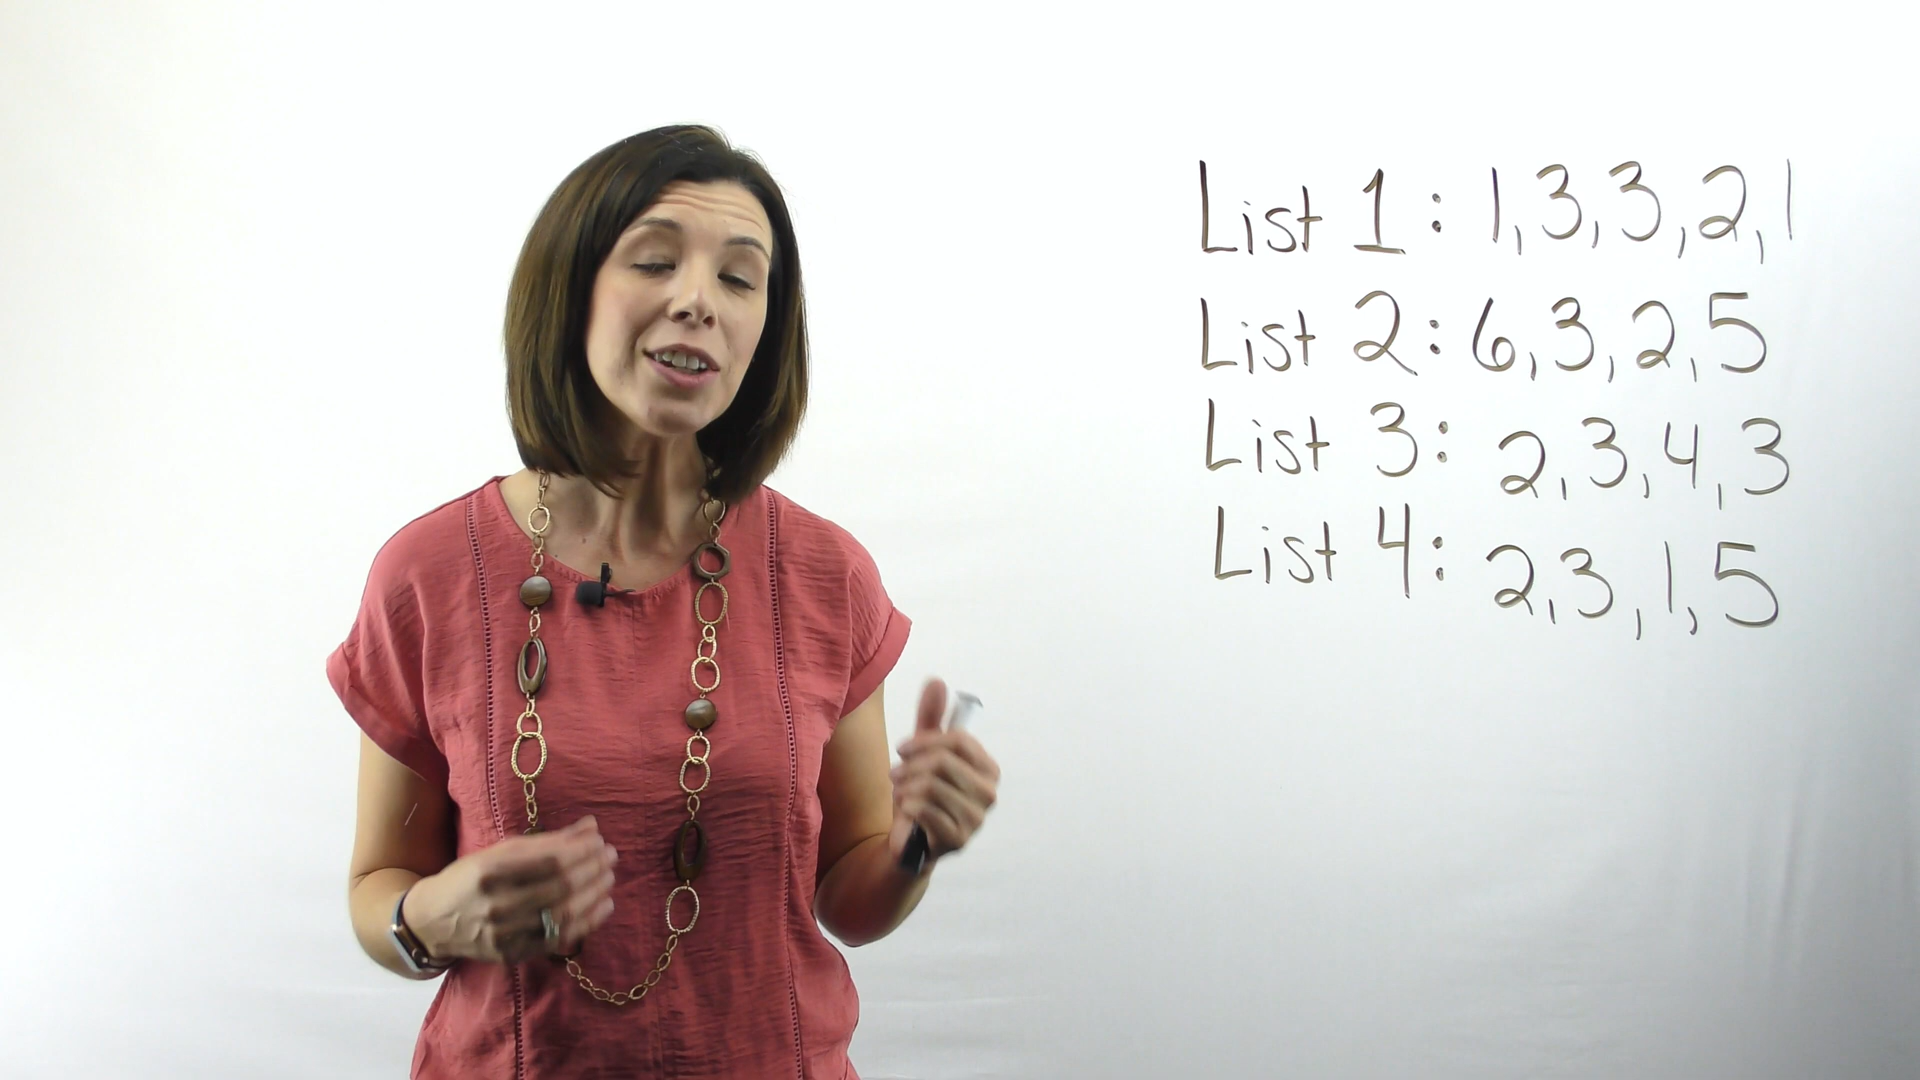 List 1: 1,3,3,2,1
List 2: 6,3,2,5
List 3: 2,3,4,3
List 4: 2,3,1,5